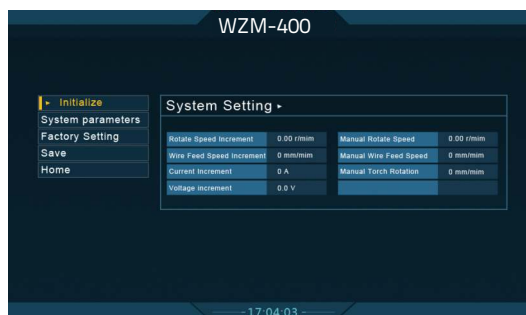 WZM-400
► Initialize
System parameters
Factory Setting
Save
Home
System Setting ►
Rotate Speed Increment 0.00 r/mim Manual Rotate Speed 0.00 r/mim
Wire Feed Speed Increment 0 mm/mim Manual Wire Feed Speed 0 mm/mim
Current Increment 0 A Manual Torch Rotation 0 mm/mim
Voltage increment 0.0 V
17:04:03